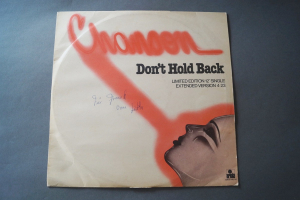 Chanson
Don't Hold Back
LIMITED EDITION 12" SINGLE
EXTENDED VERSION 4:33